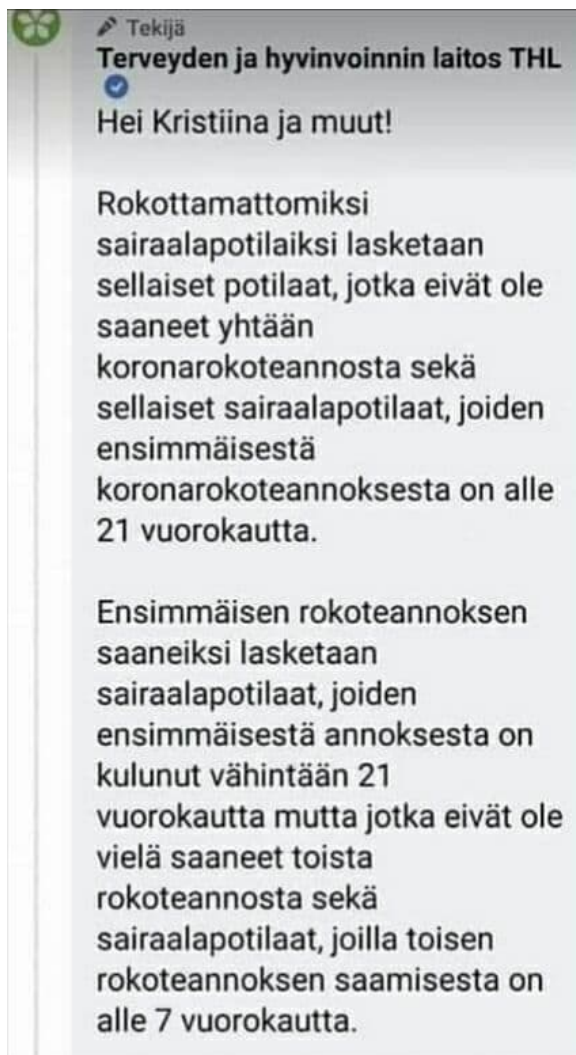 Tekijä
Terveyden ja hyvinvoinnin laitos THL
Hei Kristiina ja muut!
Rokottamattomiksi
sairaalapotilaiksi lasketaan
sellaiset potilaat, jotka eivät ole
saaneet yhtään
koronarokoteannosta sekä
sellaiset sairaalapotilaat, joiden
ensimmäisestä
koronarokoteannoksesta on alle
21 vuorokautta.
Ensimmäisen rokoteannoksen
saaneiksi lasketaan
sairaalapotilaat, joiden
ensimmäisestä annoksesta on
kulunut vähintään 21
vuorokautta mutta jotka eivät ole
vielä saaneet toista
rokoteannosta sekä
sairaalapotilaat, joilla toisen
rokoteannoksen saamisesta on
alle 7 vuorokautta.